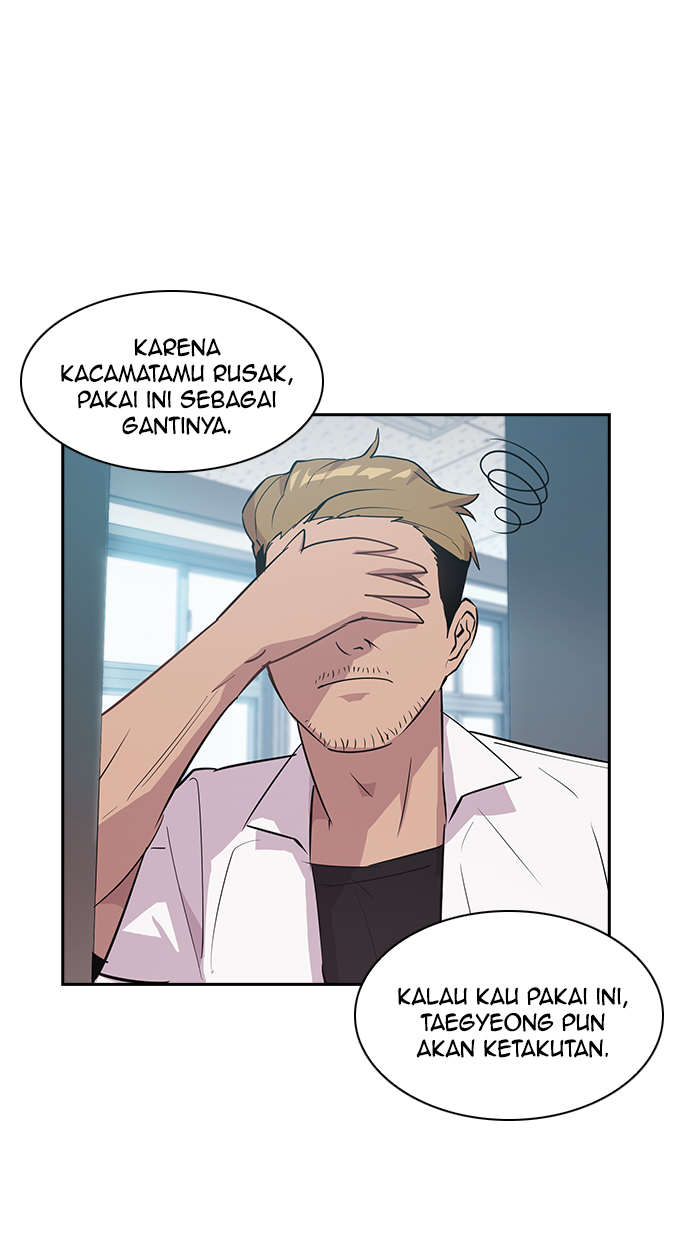 KARENA
KACAMATAMU RUSAK,
PAKAI INI SEBAGAI
GANTINYA.
KALAU KAU PAKAI INI,
TAEGYEONG PUN
AKAN KETAKUTAN.